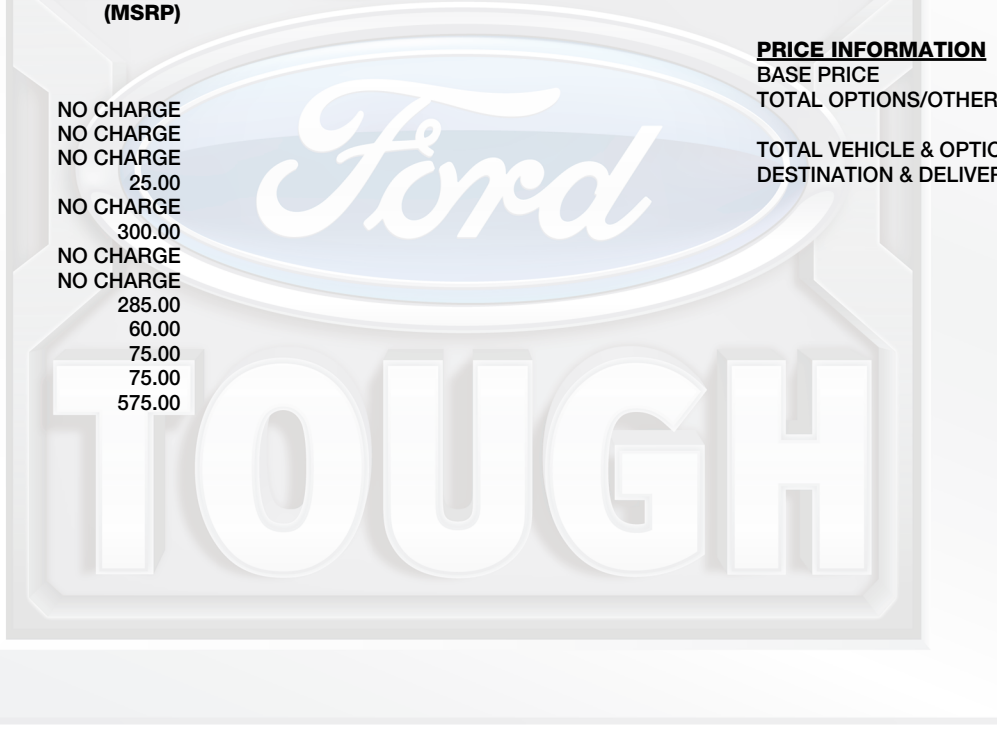 (MSRP)
NO CHARGE
NO CHARGE
NO CHARGE
25.00
NO CHARGE
300.00
NO CHARGE
NO CHARGE
285.00
60.00
75.00
75.00
575.00
PRICE INFORMATION
BASE PRICE
TOTAL OPTIONS/OTHER
TOTAL VEHICLE & OPTIO
DESTINATION & DELIVER
Ford
TOUGH